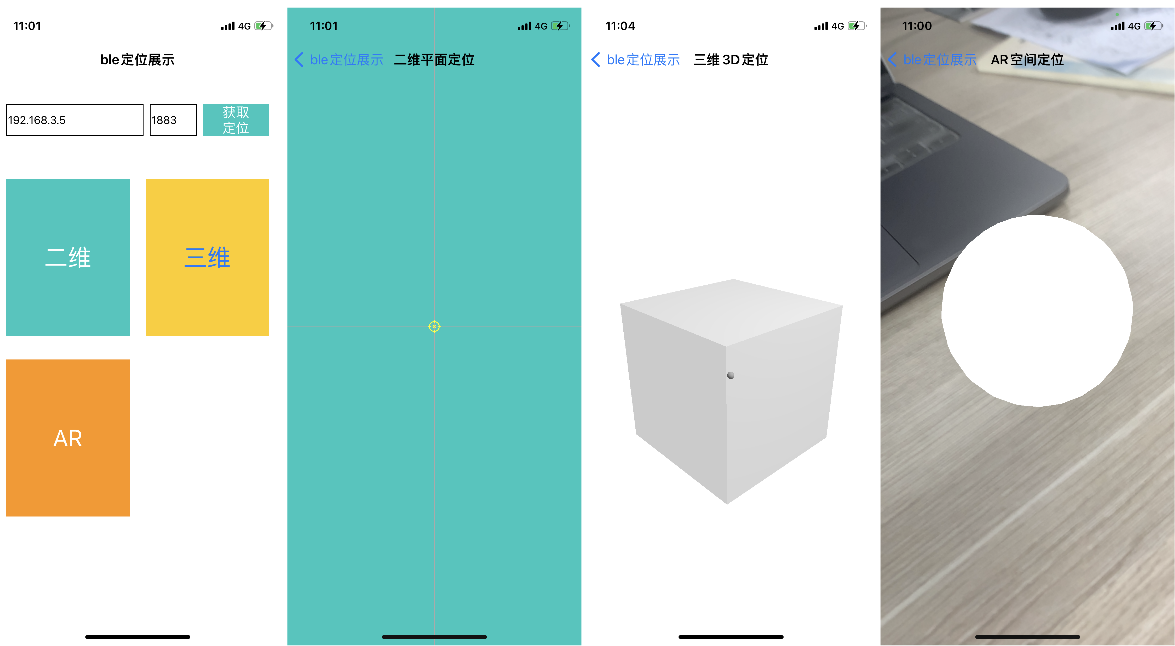 11:01
4G
ble定位展示
192.168.3.5
1883
获取
定位
二维
三维
AR
11:01
4G
ble定位展示
二维平面定位
11:04
4G
ble定位展示
三维3D定位
11:00
4G
ble定位展示
AR空间定位